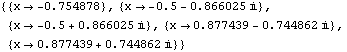 {{x → -0.754878}, {x → -0.5 - 0.866025 ⅈ},
{x → -0.5 + 0.866025 ⅈ}, {x → 0.877439 - 0.744862 ⅈ},
{x → 0.877439 + 0.744862 ⅈ}}